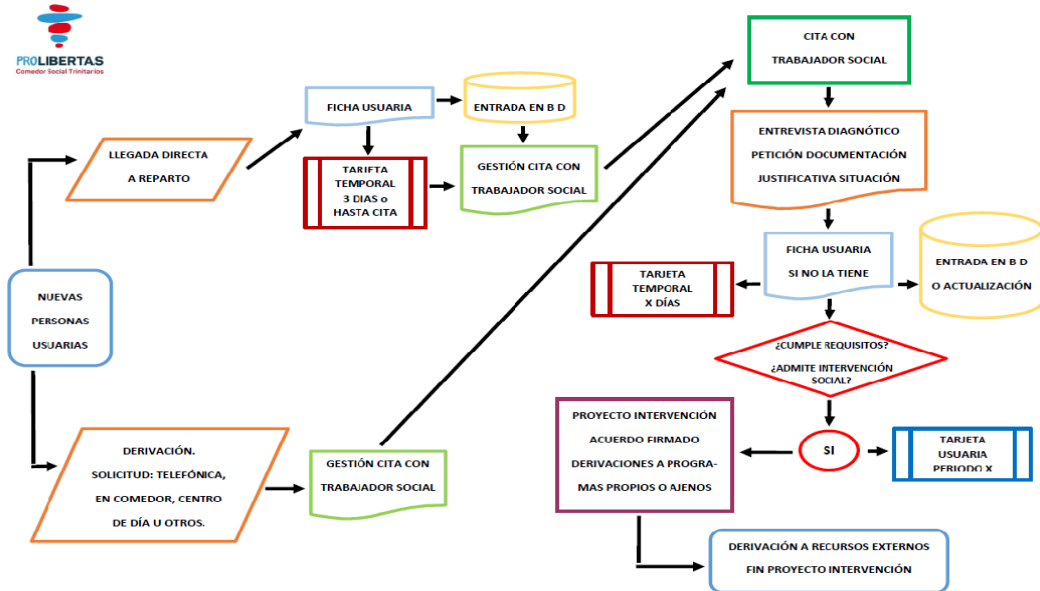 PROLIBERTAS
Comedor Social Trinitarios
CITA CON
TRABAJADOR SOCIAL
FICHA USUARIA
ENTRADA EN B D
LLEGADA DIRECTA
A REPARTO
TARJETA
TEMPORAL
3 DIAS o
HASTA CITA
GESTIÓN CITA CON
TRABAJADOR SOCIAL
ENTREVISTA DIAGNÓTICO
PETICIÓN DOCUMENTACIÓN
JUSTIFICATIVA SITUACIÓN
NUEVAS
PERSONAS
USUARIAS
TARJETA
TEMPORAL
X DÍAS
FICHA USUARIA
SI NO LA TIENE
ENTRADA EN B D
O ACTUALIZACIÓN
¿CUMPLE REQUISITOS?
¿ADMITE INTERVENCIÓN
SOCIAL?
DERIVACIÓN.
SOLICITUD: TELEFÓNICA,
EN COMEDOR, CENTRO
DE DÍA U OTROS.
GESTIÓN CITA CON
TRABAJADOR SOCIAL
PROYECTO INTERVENCIÓN
ACUERDO FIRMADO
DERIVACIONES A PROGRA-
MAS PROPIOS O AJENOS
SI
TARJETA
USUARIA
PERIODO X
DERIVACIÓN A RECURSOS EXTERNOS
FIN PROYECTO INTERVENCIÓN